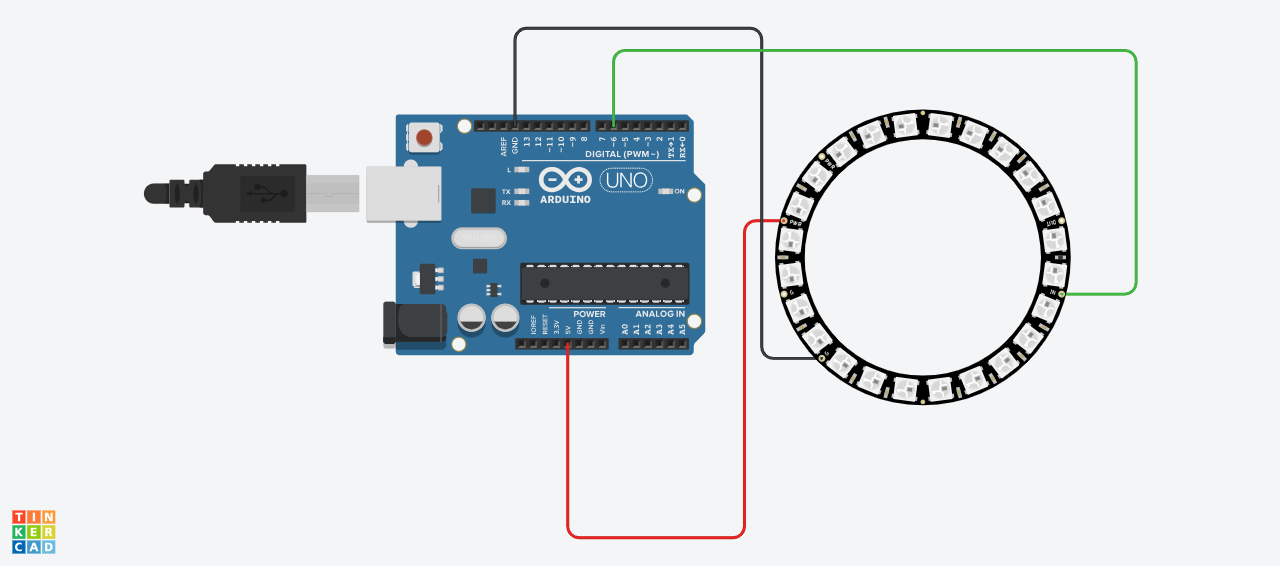 AREF
GND
13
12
~11
~10
~9
8
7
~6
~5
4
~3
2
TX→1
RX←0
DIGITAL (PWM~)
L
TX
RX
UNO
ON
ARDUINO
PWR
PWR
OUT
IN
G
POWER
ANALOG IN
IOREF
RESET
3.3V
5V
GND
GND
Vin
A0
A1
A2
A3
A4
A5
TIN
KER
CAD